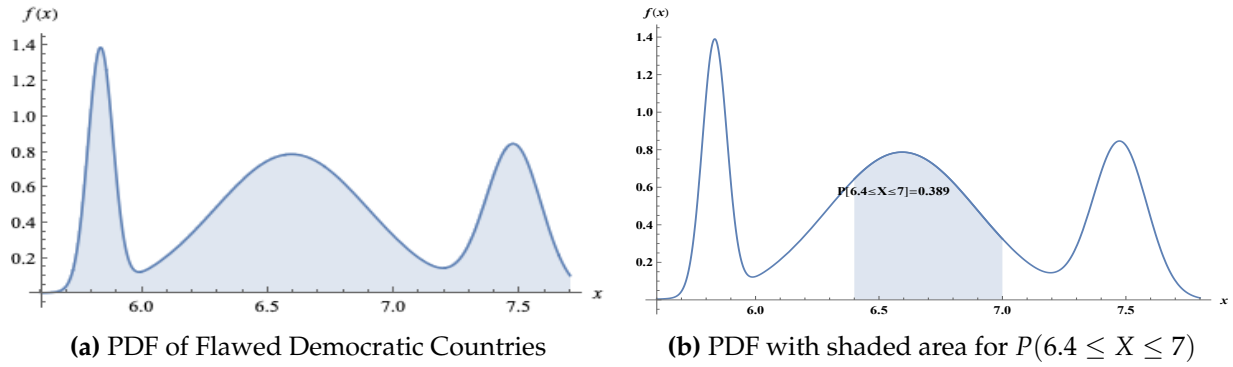 f(x)
1.4
1.2
1.0
0.8
0.6
0.4
0.2
6.0 6.5 7.0 7.5 x
(a) PDF of Flawed Democratic Countries
f(x)
1.4
1.2
1.0
0.8
0.6
0.4
0.2
P[6.4≤X≤7]=0.389
6.0 6.5 7.0 7.5 x
(b) PDF with shaded area for P(6.4 ≤ X ≤ 7)